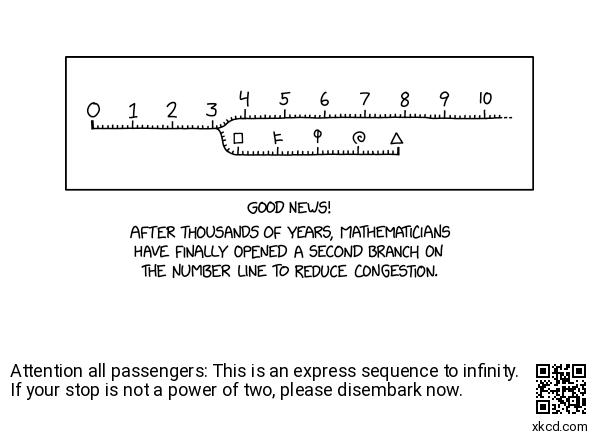 0 1 2 3 4 5 6 7 8 9 10
GOOD NEWS!
AFTER THOUSANDS OF YEARS, MATHEMATICIANS
HAVE FINALLY OPENED A SECOND BRANCH ON
THE NUMBER LINE TO REDUCE CONGESTION.
Attention all passengers: This is an express sequence to infinity.
If your stop is not a power of two, please disembark now.
xkcd.com